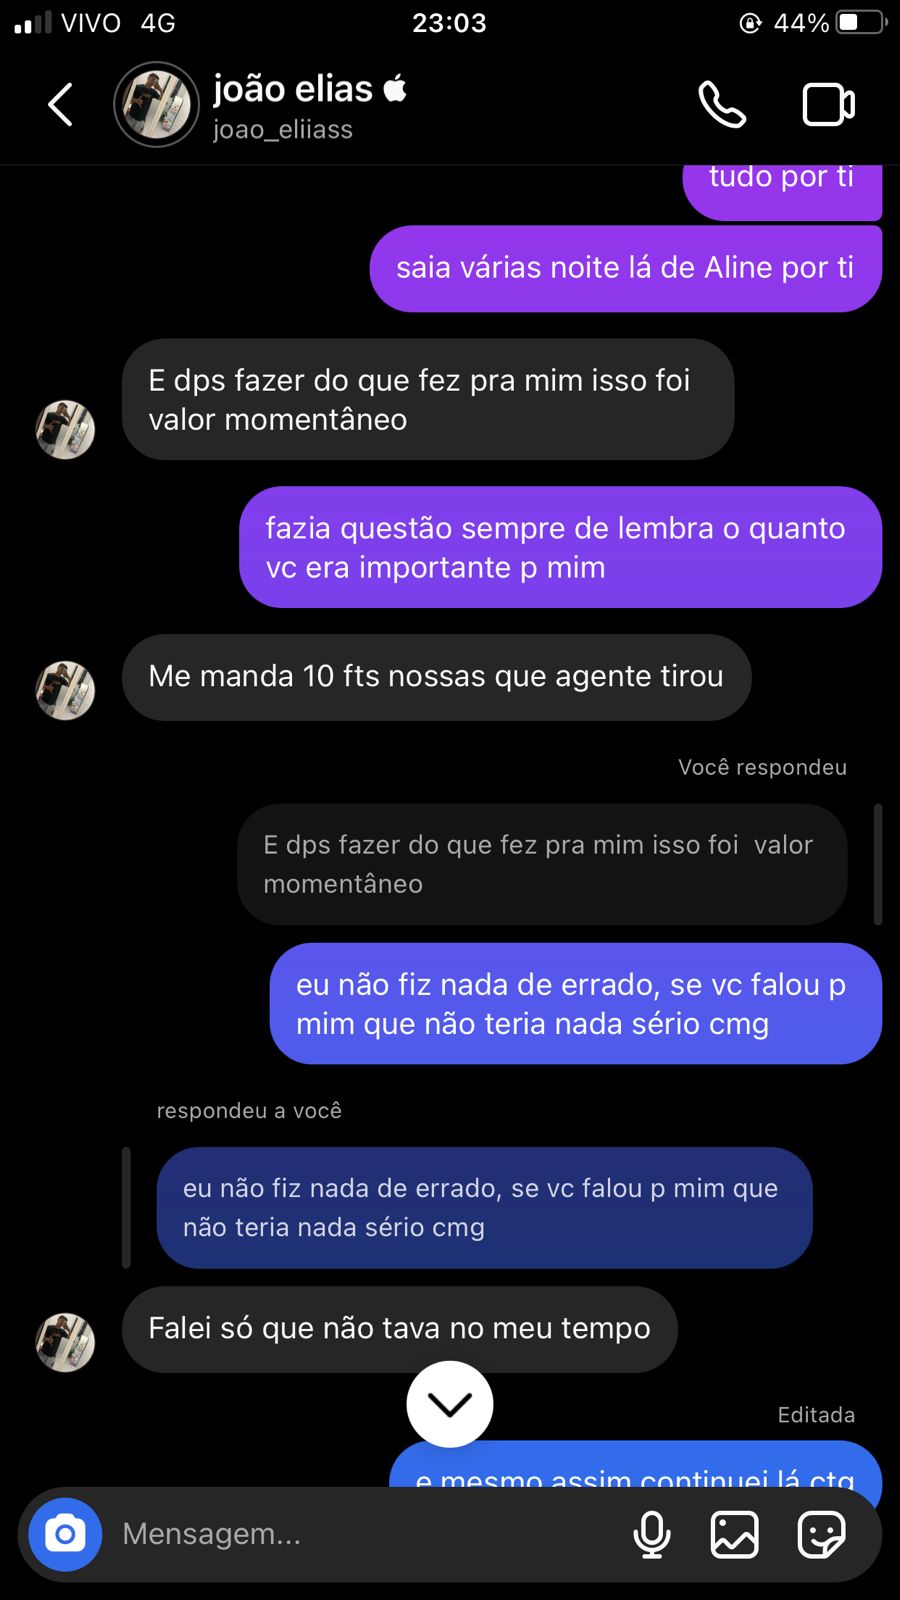 VIVO 4G 23:03 44%
joão elias
joao_eliiass
tudo por ti
saia várias noite lá de Aline por ti
E dps fazer do que fez pra mim isso foi
valor momentâneo
fazia questão sempre de lembra o quanto
vc era importante p mim
Me manda 10 fts nossas que agente tirou
Você respondeu
E dps fazer do que fez pra mim isso foi valor
momentâneo
eu não fiz nada de errado, se vc falou p
mim que não teria nada sério cmg
respondeu a você
eu não fiz nada de errado, se vc falou p mim que
não teria nada sério cmg
Falei só que não tava no meu tempo
Editada
e mesmo assim continuei lá ctg
Mensagem...